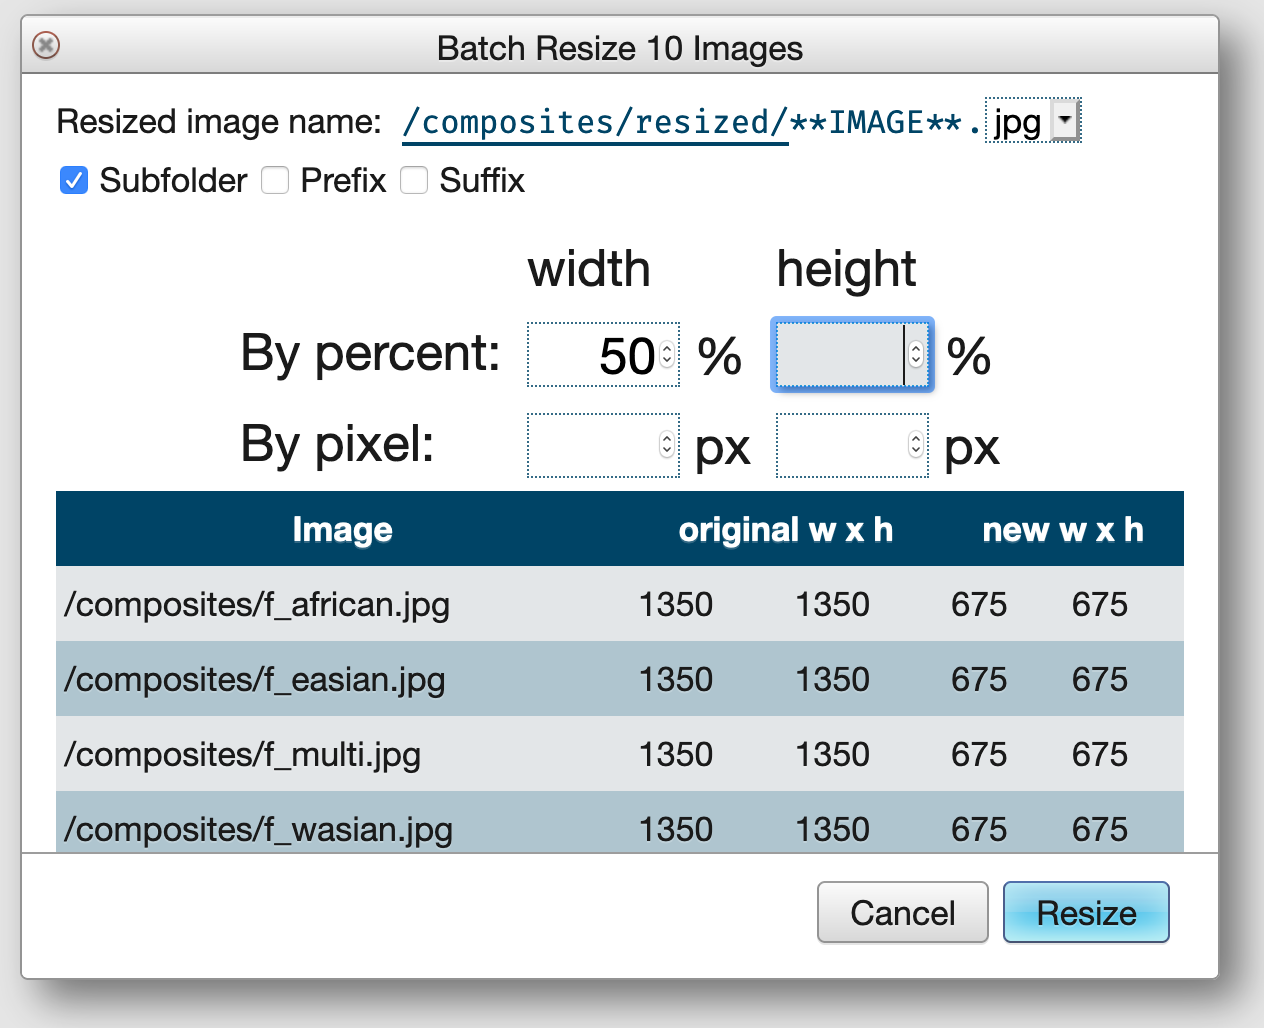 Batch Resize 10 Images
Resized image name: /composites/resized/**IMAGE**.jpg
Subfolder Prefix Suffix
width height
By percent: 50 % %
By pixel: px px
Image original w x h new w x h
/composites/f_african.jpg 1350 1350 675 675
/composites/f_easian.jpg 1350 1350 675 675
/composites/f_multi.jpg 1350 1350 675 675
/composites/f_wasian.jpg 1350 1350 675 675
Cancel Resize